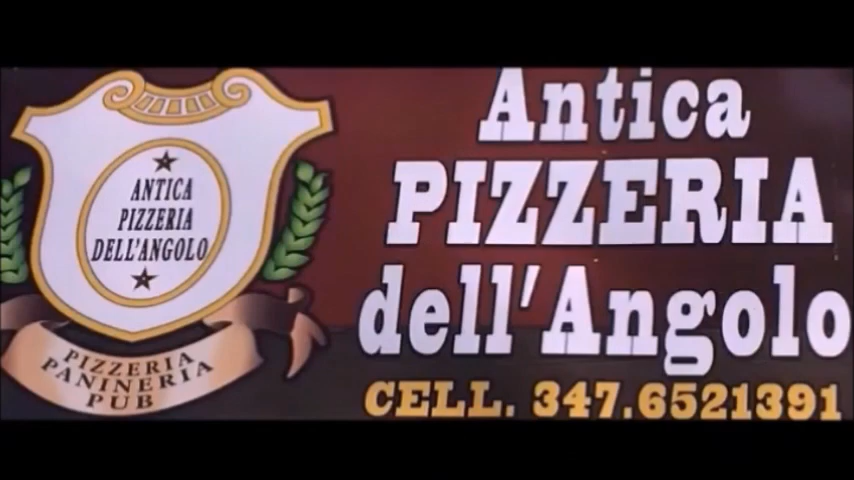 ANTICA
PIZZERIA
DELL'ANGOLO
PIZZERIA
PANINERIA
PUB
Antica
PIZZERIA
dell'Angolo
CELL. 347.6521391